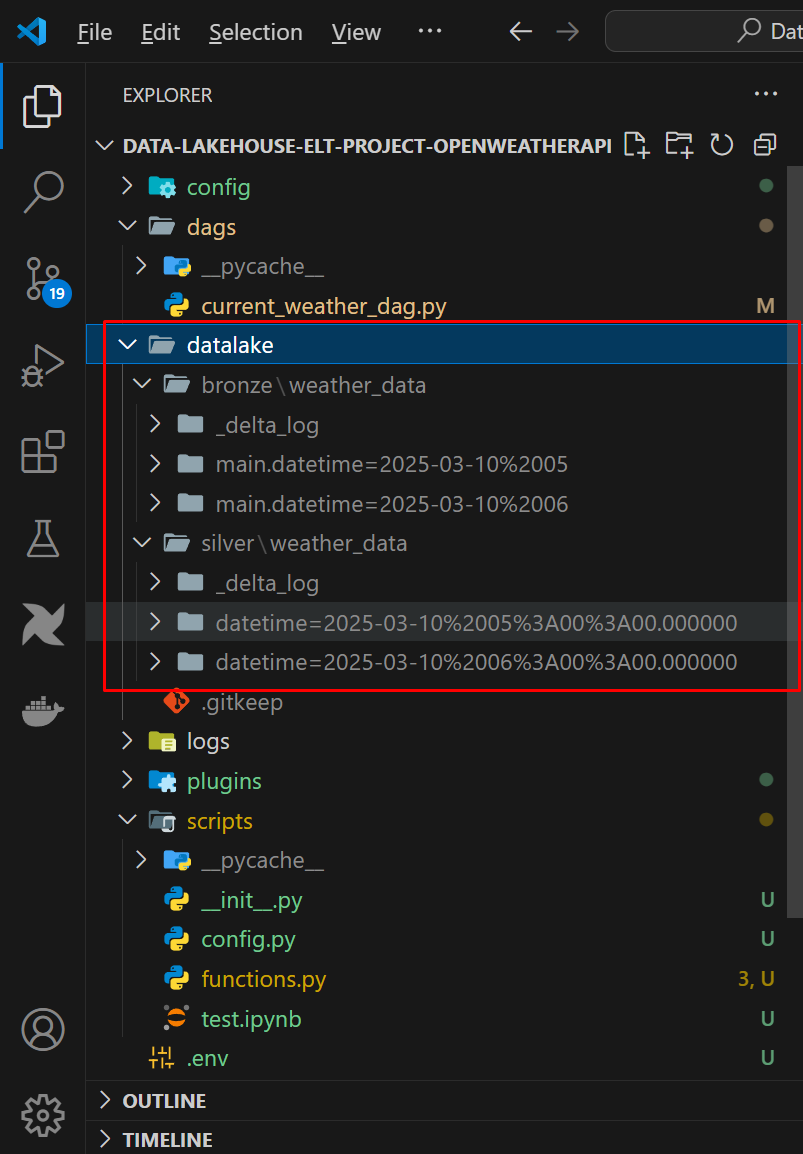 File Edit Selection View ··· Dat
EXPLORER ···
DATA-LAKEHOUSE-ELT-PROJECT-OPENWEATHERAPI
config
dags
__pycache__
current_weather_dag.py M
19
datalake
bronze\weather_data
_delta_log
main.datetime=2025-03-10%2005
main.datetime=2025-03-10%2006
silver\weather_data
_delta_log
datetime=2025-03-10%2005%3A00%3A00.000000
datetime=2025-03-10%2006%3A00%3A00.000000
.gitkeep
logs
plugins
scripts
__pycache__
__init__.py U
config.py U
functions.py 3, U
test.ipynb U
.env U
OUTLINE
TIMELINE